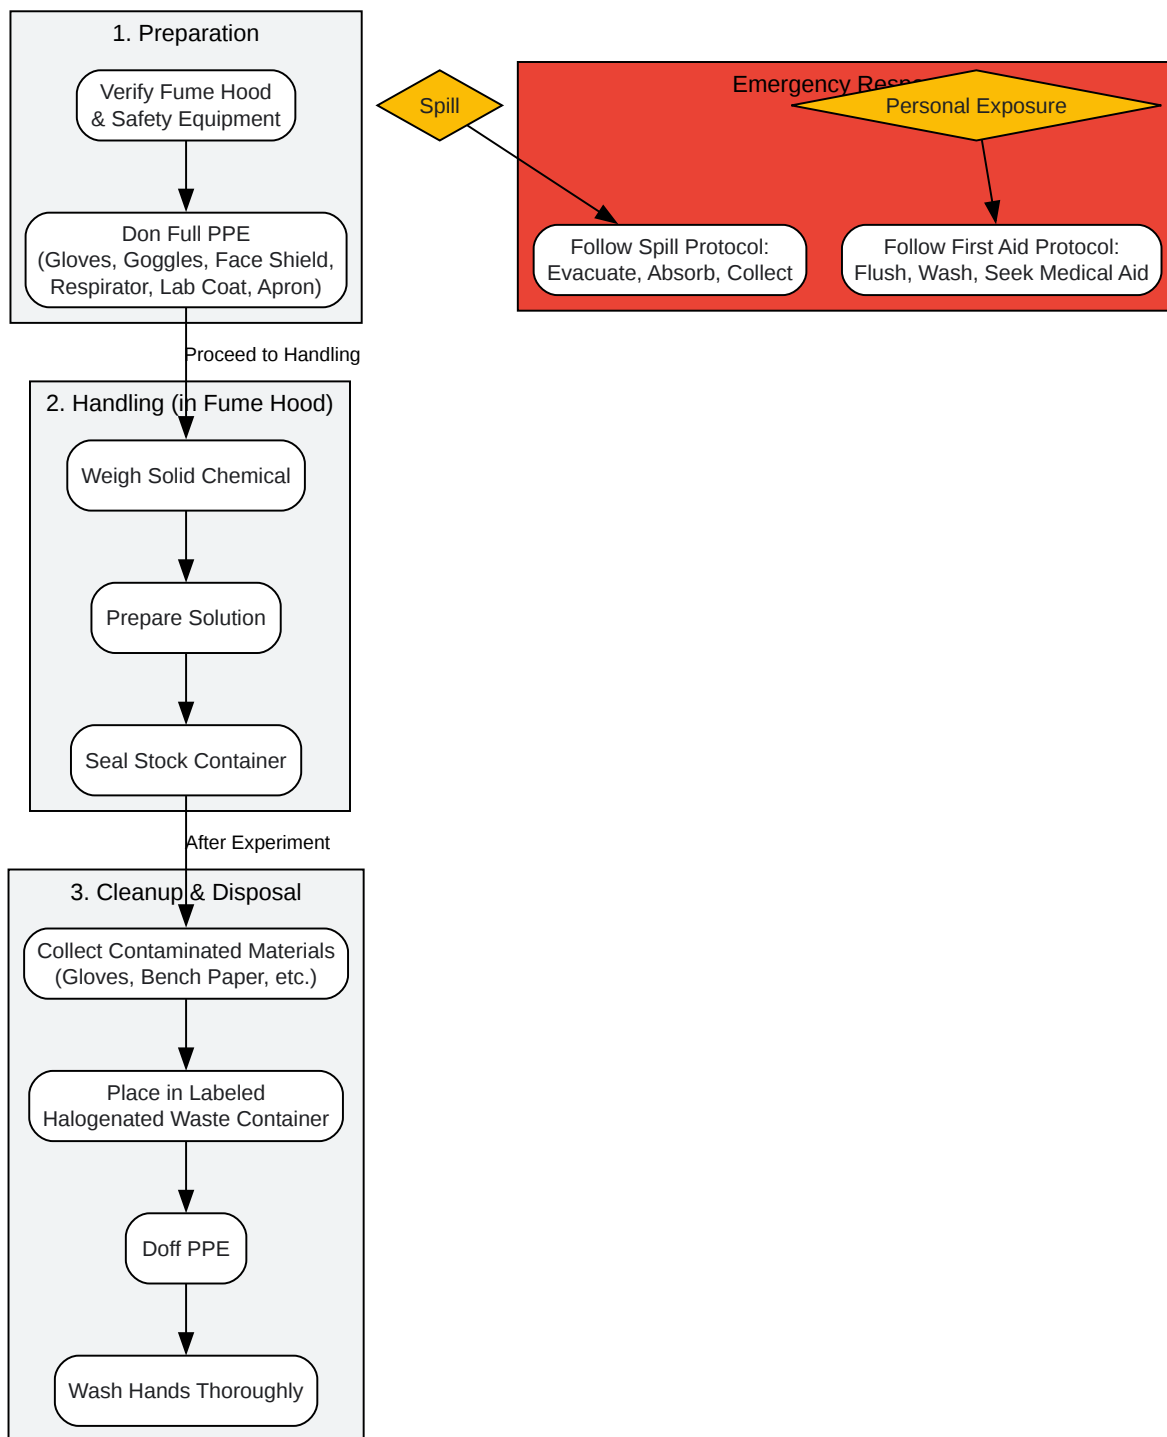 1. Preparation
Verify Fume Hood
& Safety Equipment
Don Full PPE
(Gloves, Goggles, Face Shield,
Respirator, Lab Coat, Apron)
Proceed to Handling
2. Handling (in Fume Hood)
Weigh Solid Chemical
Prepare Solution
Seal Stock Container
After Experiment
3. Cleanup & Disposal
Collect Contaminated Materials
(Gloves, Bench Paper, etc.)
Place in Labeled
Halogenated Waste Container
Doff PPE
Wash Hands Thoroughly
Spill
Emergency
Personal Exposure
Follow Spill Protocol:
Evacuate, Absorb, Collect
Follow First Aid Protocol:
Flush, Wash, Seek Medical Aid